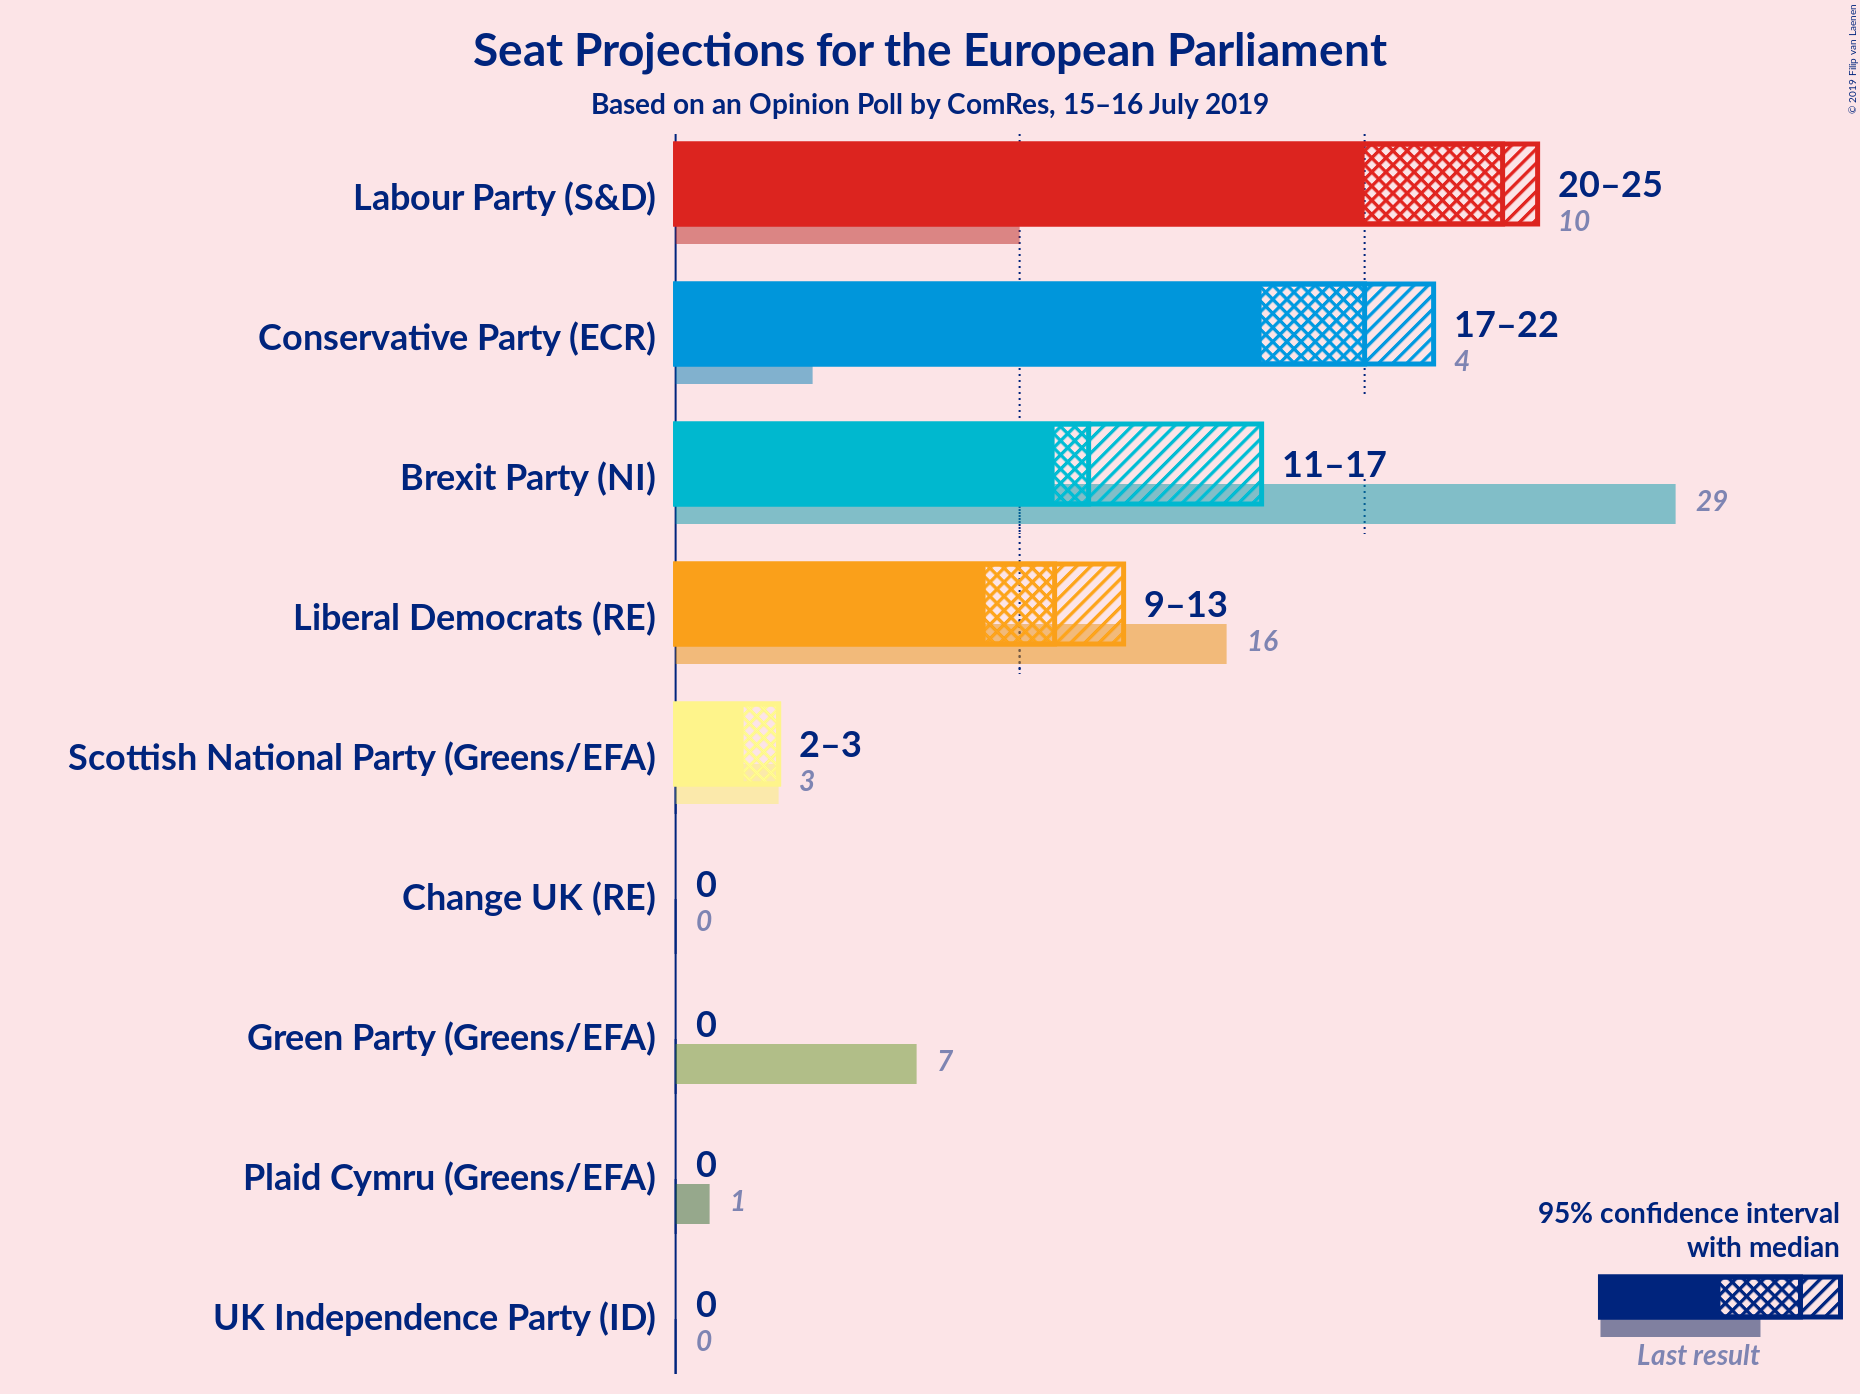 Seat Projections for the European Parliament
Based on an Opinion Poll by ComRes, 15–16 July 2019
© 2019 Filip van Laenen
Labour Party (S&D)
20–25
10
Conservative Party (ECR)
17–22
4
Brexit Party (NI)
11–17
29
Liberal Democrats (RE)
9–13
16
Scottish National Party (Greens/EFA)
2–3
3
Change UK (RE)
0
0
Green Party (Greens/EFA)
0
7
Plaid Cymru (Greens/EFA)
0
1
UK Independence Party (ID)
0
0
95% confidence interval
with median
Last result